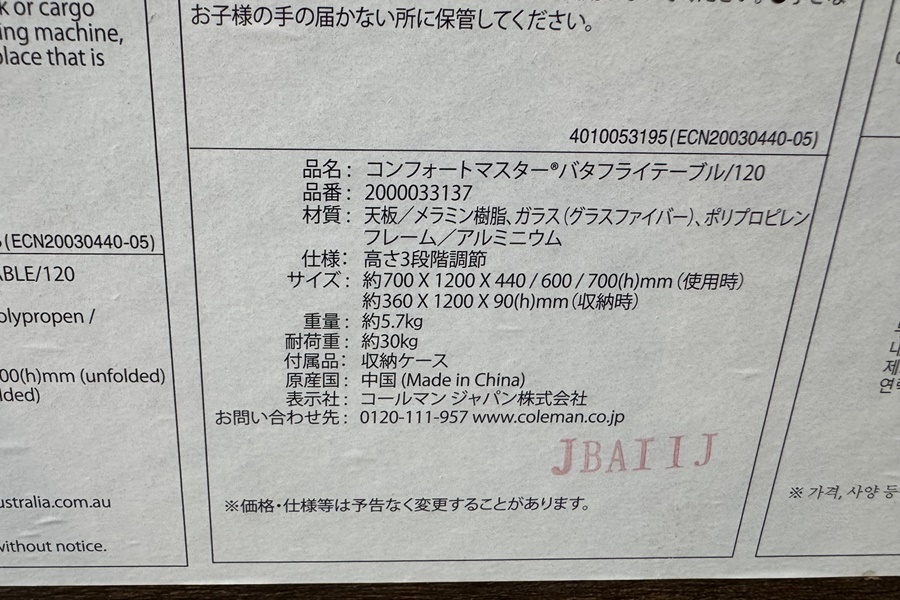 k or cargo
ing machine,
place that is
(ECN20030440-05)
ABLE/120
olypropen /
00(h)mm (unfolded)
lded)
ustralia.com.au
without notice.
お子様の手の届かない所に保管してください。
4010053195(ECN20030440-05)
品名： コンフォートマスター®バタフライテーブル/120
品番： 2000033137
材質： 天板／メラミン樹脂、ガラス（グラスファイバー）、ポリプロピレン
フレーム／アルミニウム
仕様： 高さ3段階調節
サイズ： 約700 X 1200 X 440 / 600 / 700(h)mm（使用時）
約360 X 1200 X 90(h)mm（収納時）
重量： 約5.7kg
耐荷重： 約30kg
付属品： 収納ケース
原産国： 中国 (Made in China)
表示社： コールマン ジャパン株式会社
お問い合わせ先： 0120-111-957 www.coleman.co.jp
JBAIIJ
※価格・仕様等は予告なく変更することがあります。
※ 가격, 사양 등